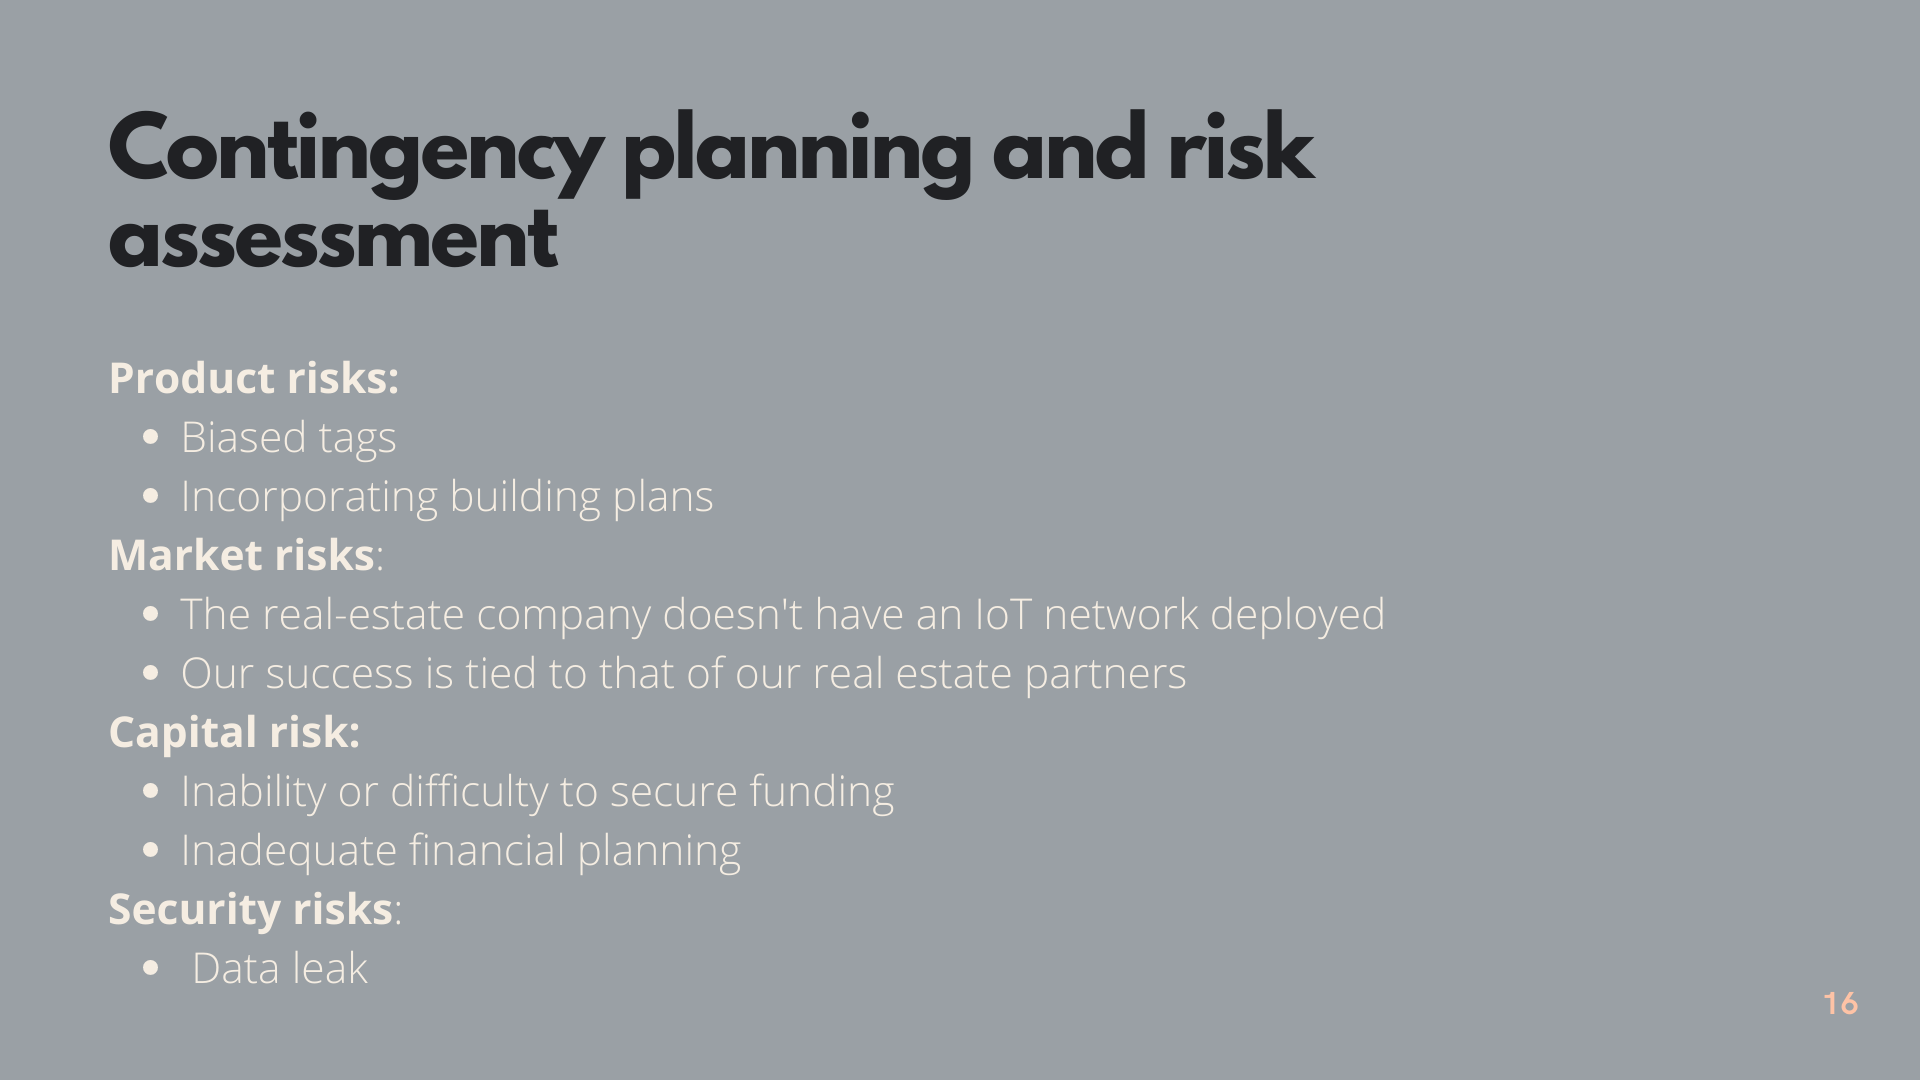 Contingency planning and risk
assessment
Product risks:
• Biased tags
• Incorporating building plans
Market risks:
• The real-estate company doesn't have an IoT network deployed
• Our success is tied to that of our real estate partners
Capital risk:
• Inability or difficulty to secure funding
• Inadequate financial planning
Security risks:
• Data leak
16